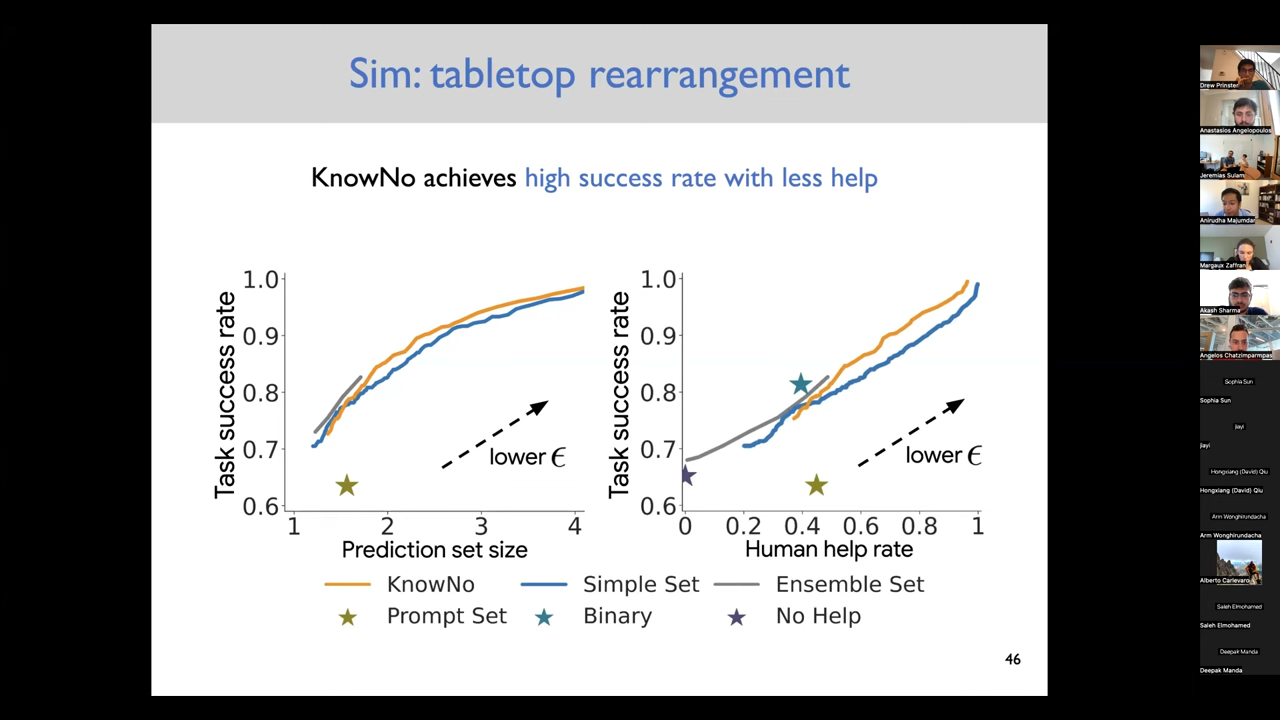 Sim: tabletop rearrangement
KnowNo achieves high success rate with less help
Task success rate
1.0
0.9
0.8
0.7
0.6
1
2
3
4
Prediction set size
lower ϵ
Task success rate
1.0
0.9
0.8
0.7
0.6
0
0.2
0.4
0.6
0.8
1
Human help rate
lower ϵ
KnowNo
Simple Set
Ensemble Set
Prompt Set
Binary
No Help
46
Drew Prinster
Anastasios Angelopoulos
Jeremias Sulam
Anirudha Majumdar
Margaux Zaffran
Akash Sharma
Angelos Chatzimparmpas
Sophia Sun
Sophia Sun
Jiayi
Jiayi
Hongxiang (David) Qiu
Hongxiang (David) Qiu
Arm Wonghirundacha
Arm Wonghirundacha
Alberto Carlevaro
Saleh Elmohamed
Saleh Elmohamed
Deepak Manda
Deepak Manda